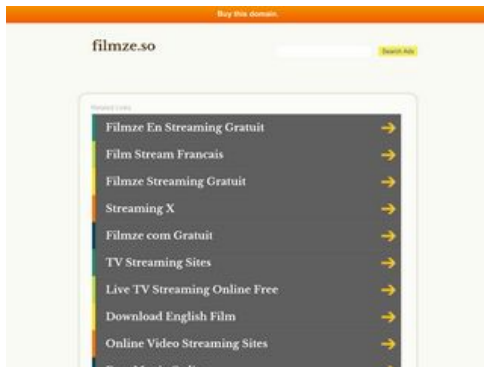 Buy this domain.
filmze.so
Search Ads
Related Links
Filmze En Streaming Gratuit
Film Stream Francais
Filmze Streaming Gratuit
Streaming X
Filmze com Gratuit
TV Streaming Sites
Live TV Streaming Online Free
Download English Film
Online Video Streaming Sites